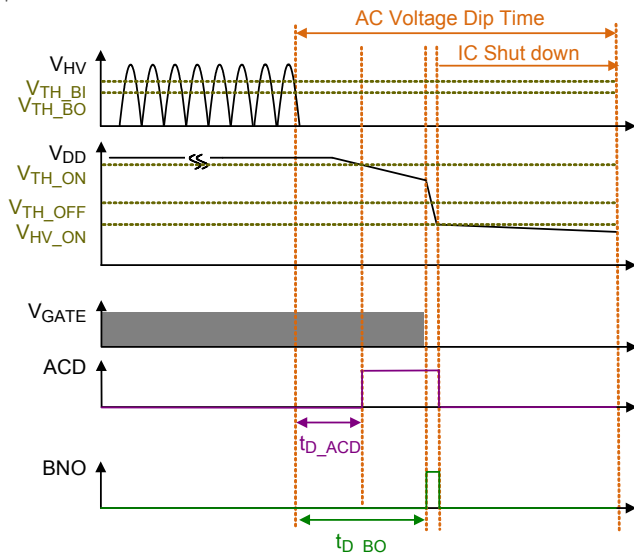 AC Voltage Dip Time
IC Shut down
VHV
VTH_BI
VTH_BO
VDD
VTH_ON
VTH_OFF
VHV_ON
VGATE
ACD
tD_ACD
BNO
tD_BO